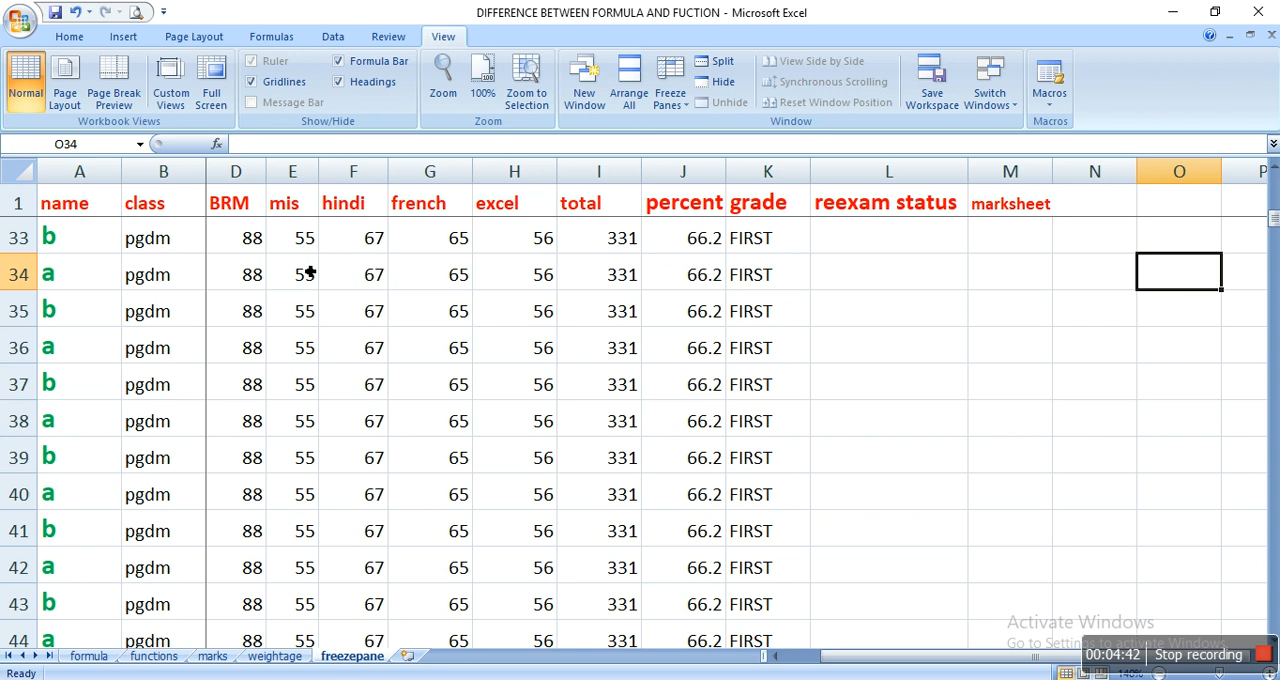 DIFFERENCE BETWEEN FORMULA AND FUCTION - Microsoft Excel
Home Insert Page Layout Formulas Data Review View
Normal Page Layout Page Break Preview Custom Views Full Screen
Workbook Views
Ruler Formula Bar
Gridlines Headings
Message Bar
Show/Hide
Zoom 100% Zoom to Selection
Zoom
New Window Arrange All Freeze Panes Split Hide Unhide
View Side by Side
Synchronous Scrolling
Reset Window Position
Save Workspace Switch Windows
Window
Macros
Macros
O34 fx
A B D E F G H I J K L M N O P
1 name class BRM mis hindi french excel total percent grade reexam status marksheet
33 b pgdm 88 55 67 65 56 331 66.2 FIRST
34 a pgdm 88 55 67 65 56 331 66.2 FIRST
35 b pgdm 88 55 67 65 56 331 66.2 FIRST
36 a pgdm 88 55 67 65 56 331 66.2 FIRST
37 b pgdm 88 55 67 65 56 331 66.2 FIRST
38 a pgdm 88 55 67 65 56 331 66.2 FIRST
39 b pgdm 88 55 67 65 56 331 66.2 FIRST
40 a pgdm 88 55 67 65 56 331 66.2 FIRST
41 b pgdm 88 55 67 65 56 331 66.2 FIRST
42 a pgdm 88 55 67 65 56 331 66.2 FIRST
43 b pgdm 88 55 67 65 56 331 66.2 FIRST
44 a pgdm 88 55 67 65 56 331 66.2 FIRST
Activate Windows
Go to Settings to activate Windows.
formula functions marks weightage freezepane
00:04:42 Stop recording
Ready 140%